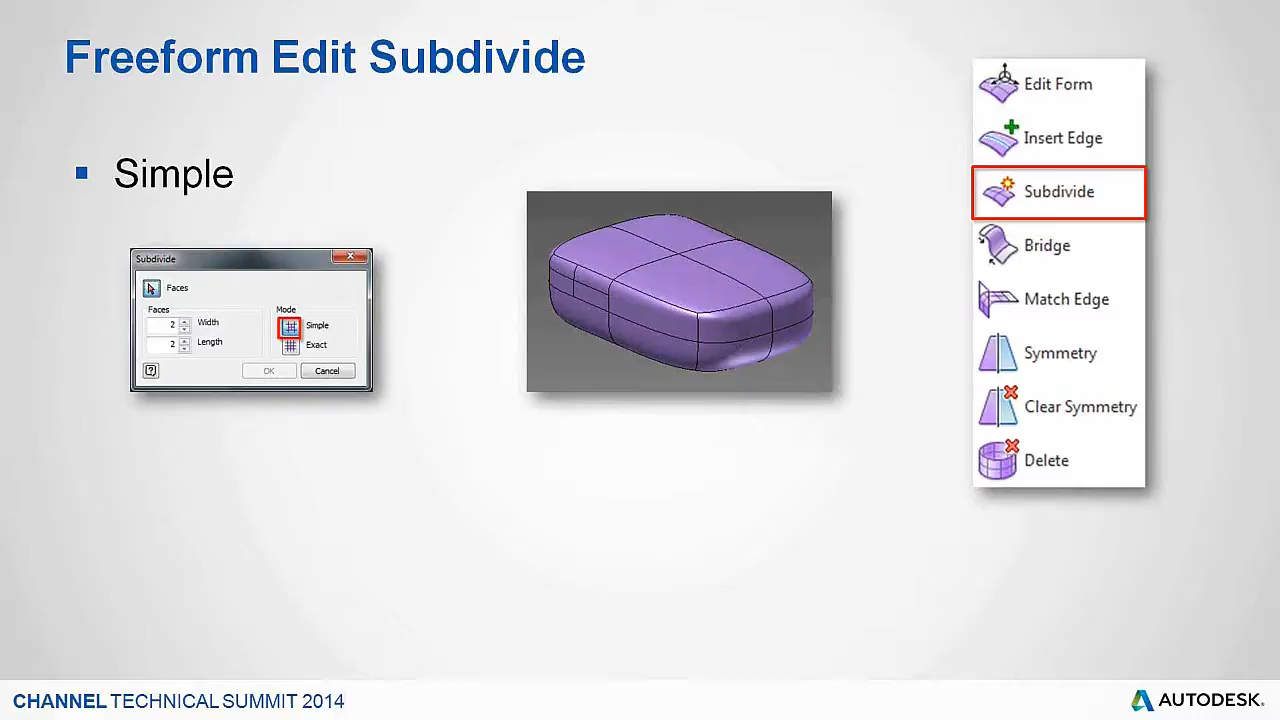 Freeform Edit Subdivide
Simple
Subdivide
Faces
Faces
2 Width
2 Length
Mode
Simple
Exact
OK
Cancel
Edit Form
Insert Edge
Subdivide
Bridge
Match Edge
Symmetry
Clear Symmetry
Delete
CHANNEL TECHNICAL SUMMIT 2014
AUTODESK.